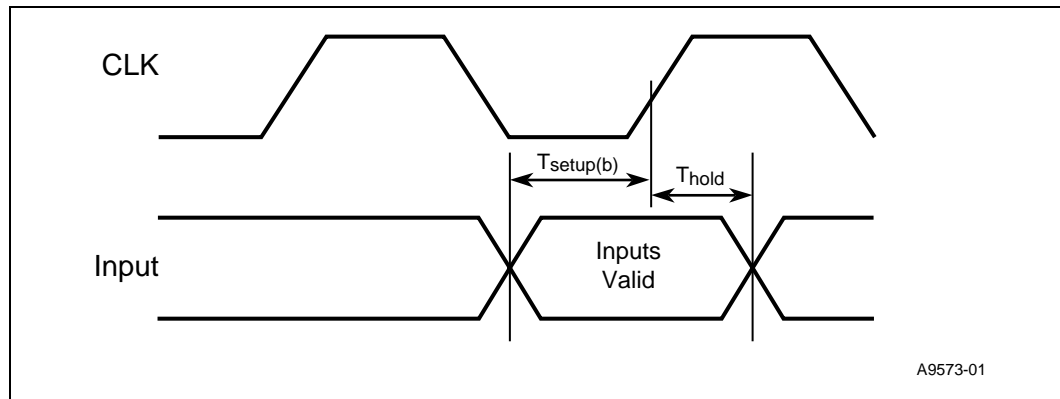 CLK
Tsetup(b)
Thold
Input
Inputs
Valid
A9573-01